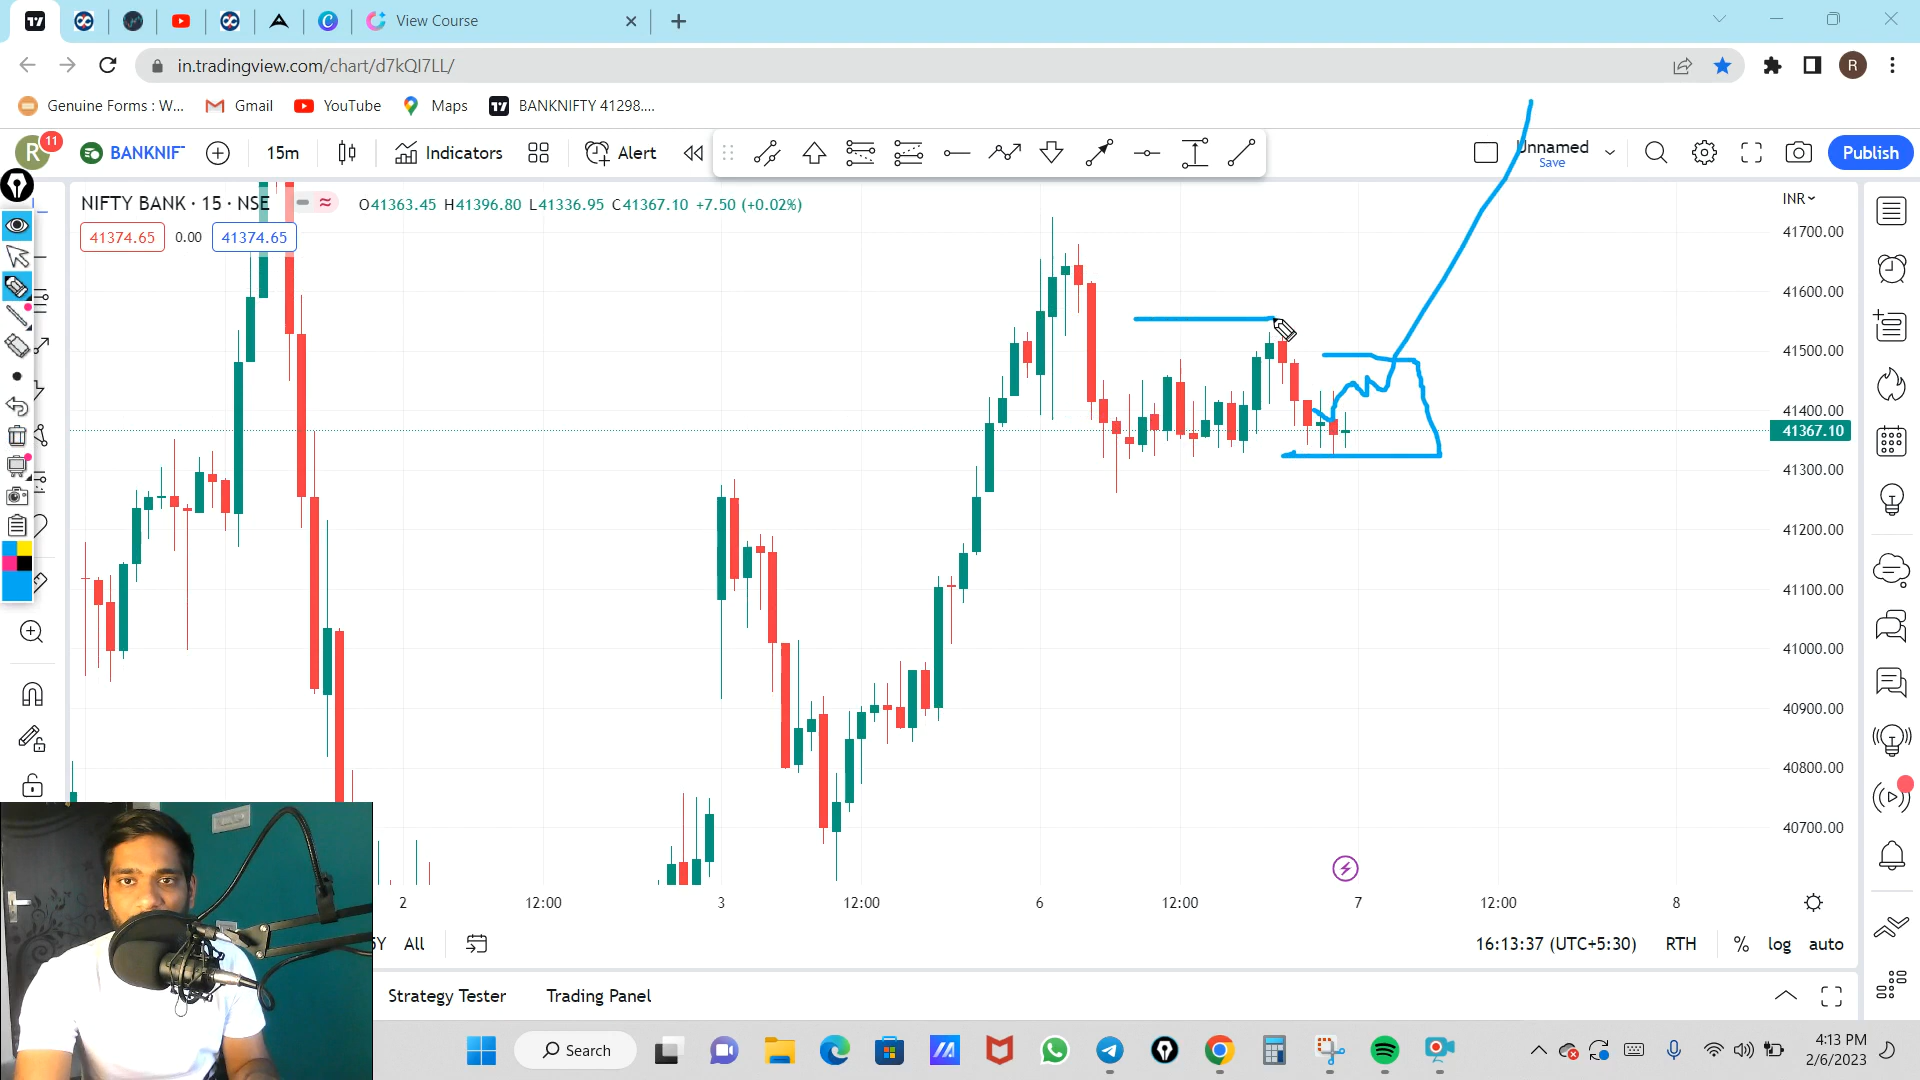 View Course
in.tradingview.com/chart/d7kQI7LL/
R
Genuine Forms : W...
Gmail
YouTube
Maps
BANKNIFTY 41298....
R
11
BANKNIF
15m
Indicators
Alert
Unnamed
Save
Publish
NIFTY BANK · 15 · NSE
O41363.45 H41396.80 L41336.95 C41367.10 +7.50 (+0.02%)
INR
41374.65 0.00 41374.65
41700.00
41600.00
41500.00
41400.00
41367.10
41300.00
41200.00
41100.00
41000.00
40900.00
40800.00
40700.00
2 12:00 3 12:00 6 12:00 7 12:00 8
5Y All
16:13:37 (UTC+5:30) RTH % log auto
Strategy Tester Trading Panel
Search
4:13 PM
2/6/2023